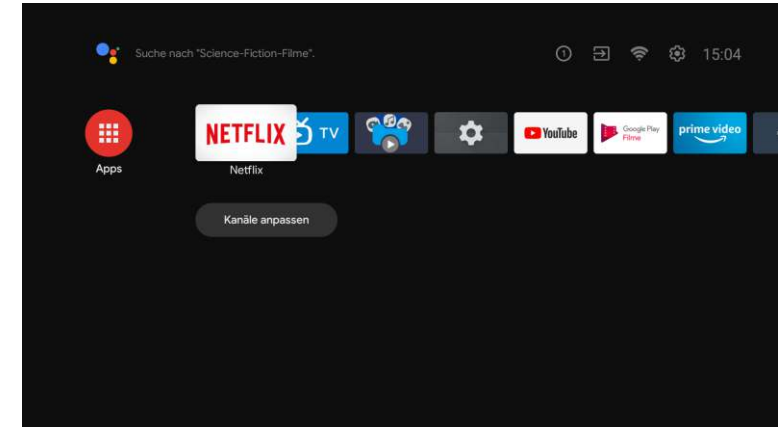 Suche nach "Science-Fiction-Filme".
1
15:04
NETFLIX
TV
YouTube
Google Play
Filme
prime video
Apps
Netflix
Kanäle anpassen